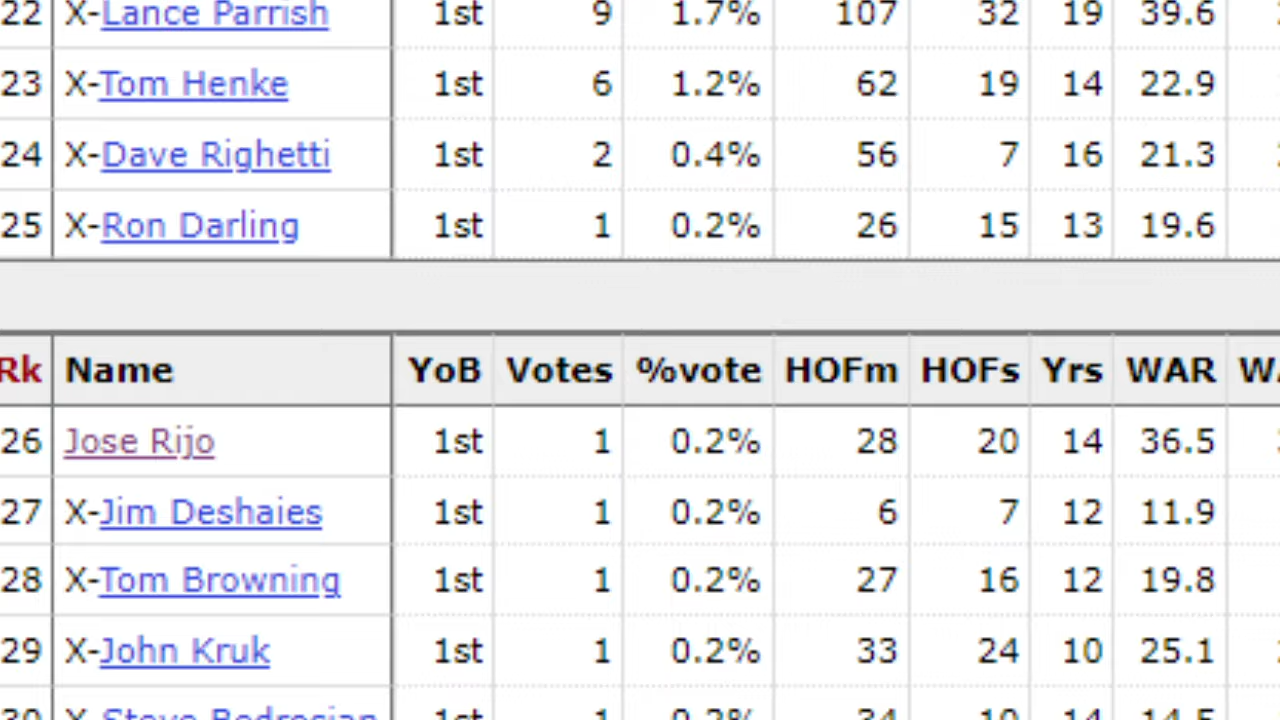 22 X-Lance Parrish 1st 9 1.7% 107 32 19 39.6
23 X-Tom Henke 1st 6 1.2% 62 19 14 22.9
24 X-Dave Righetti 1st 2 0.4% 56 7 16 21.3
25 X-Ron Darling 1st 1 0.2% 26 15 13 19.6
Rk Name YoB Votes %vote HOFm HOFs Yrs WAR
26 Jose Rijo 1st 1 0.2% 28 20 14 36.5
27 X-Jim Deshaies 1st 1 0.2% 6 7 12 11.9
28 X-Tom Browning 1st 1 0.2% 27 16 12 19.8
29 X-John Kruk 1st 1 0.2% 33 24 10 25.1
30 X-Steve Bedrosian 1st 1 0.2% 34 10 14 14.5